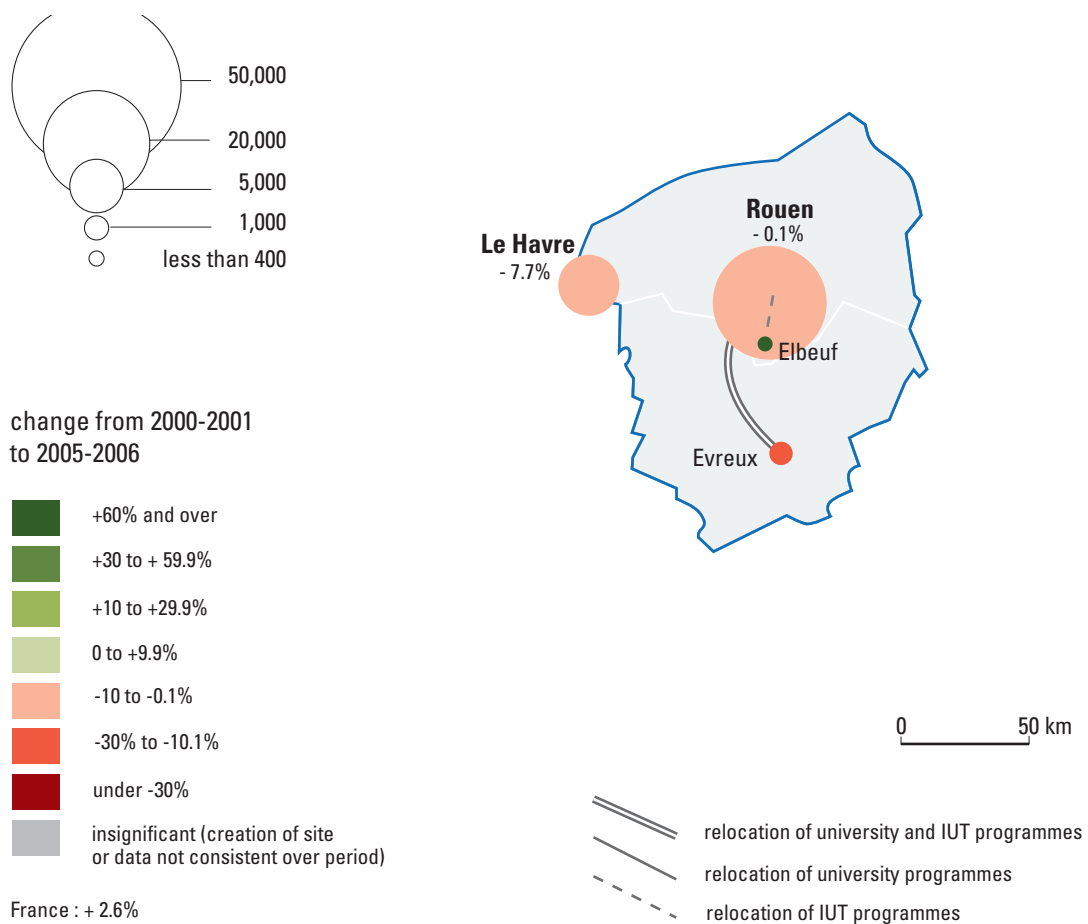 50,000
20,000
5,000
1,000
less than 400
Rouen
- 0.1%
Le Havre
- 7.7%
Elbeuf
Evreux
change from 2000-2001
to 2005-2006
+60% and over
+30 to + 59.9%
+10 to +29.9%
0 to +9.9%
-10 to -0.1%
-30% to -10.1%
under -30%
insignificant (creation of site
or data not consistent over period)
France : + 2.6%
0 50 km
relocation of university and IUT programmes
relocation of university programmes
relocation of IUT programmes